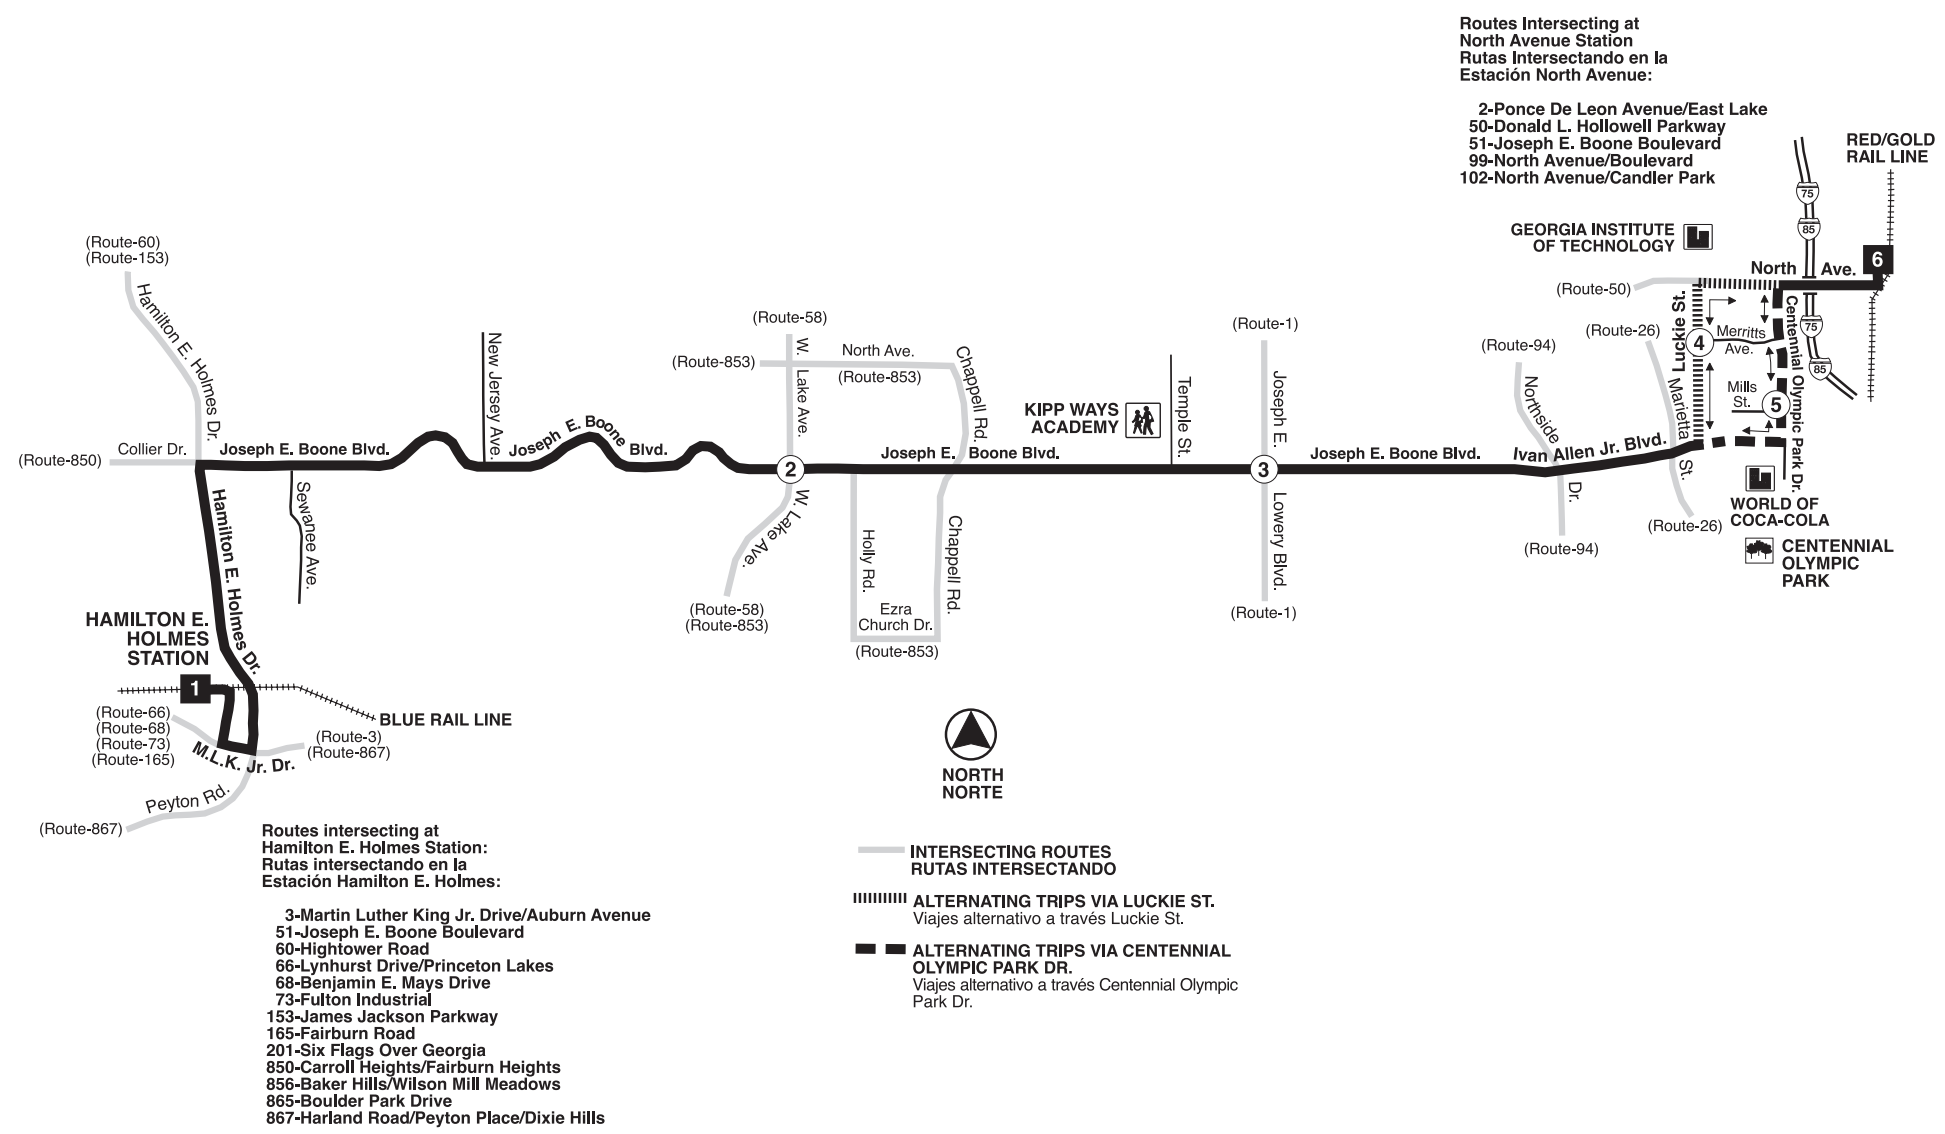 Routes Intersecting at
North Avenue Station
Rutas Intersectando en la
Estación North Avenue:
2-Ponce De Leon Avenue/East Lake
50-Donald L. Hollowell Parkway
51-Joseph E. Boone Boulevard
99-North Avenue/Boulevard
102-North Avenue/Candler Park
RED/GOLD
RAIL LINE
75
85
GEORGIA INSTITUTE
OF TECHNOLOGY
North Ave.
6
(Route-50)
Luckie St.
Centennial Olympic Park Dr.
(Route-26)
Merritts
Ave.
4
75
85
Mills
St.
5
Marietta St.
(Route-60)
(Route-153)
Hamilton E. Holmes Dr.
(Route-58)
W. Lake Ave.
(Route-853)
North Ave.
(Route-853)
Chappell Rd.
New Jersey Ave.
(Route-1)
Joseph E.
Temple St.
KIPP WAYS
ACADEMY
(Route-94)
Northside Dr.
Ivan Allen Jr. Blvd.
(Route-850)
Collier Dr.
Joseph E. Boone Blvd.
Joseph E. Boone Blvd.
2
Joseph E. Boone Blvd.
3
Joseph E. Boone Blvd.
WORLD OF
COCA-COLA
(Route-26)
CENTENNIAL
OLYMPIC
PARK
(Route-94)
Lowery Blvd.
(Route-1)
Sewanee Ave.
W. Lake Ave.
(Route-58)
(Route-853)
Holly Rd.
Chappell Rd.
Ezra
Church Dr.
(Route-853)
Hamilton E. Holmes Dr.
HAMILTON E.
HOLMES
STATION
1
BLUE RAIL LINE
(Route-66)
(Route-68)
(Route-73)
(Route-165)
M.L.K. Jr. Dr.
(Route-3)
(Route-867)
Peyton Rd.
(Route-867)
NORTH
NORTE
Routes intersecting at
Hamilton E. Holmes Station:
Rutas intersectando en la
Estación Hamilton E. Holmes:
3-Martin Luther King Jr. Drive/Auburn Avenue
51-Joseph E. Boone Boulevard
60-Hightower Road
66-Lynhurst Drive/Princeton Lakes
68-Benjamin E. Mays Drive
73-Fulton Industrial
153-James Jackson Parkway
165-Fairburn Road
201-Six Flags Over Georgia
850-Carroll Heights/Fairburn Heights
856-Baker Hills/Wilson Mill Meadows
865-Boulder Park Drive
867-Harland Road/Peyton Place/Dixie Hills
INTERSECTING ROUTES
RUTAS INTERSECTANDO
ALTERNATING TRIPS VIA LUCKIE ST.
Viajes alternativo a través Luckie St.
ALTERNATING TRIPS VIA CENTENNIAL
OLYMPIC PARK DR.
Viajes alternativo a través Centennial Olympic
Park Dr.